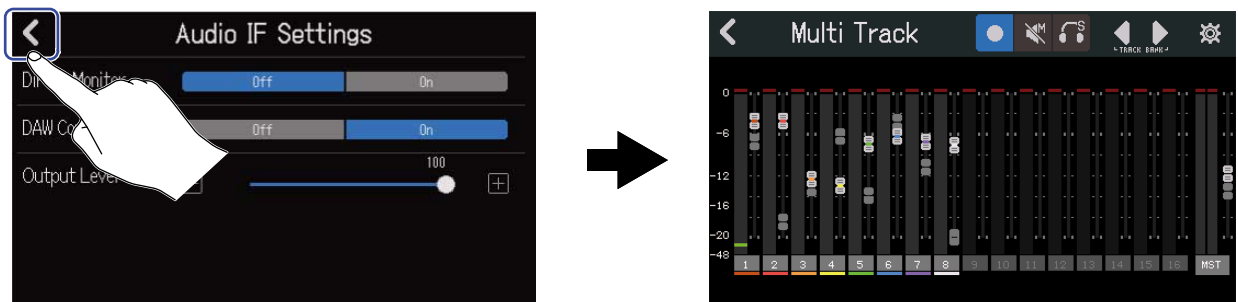 Audio IF Settings
Off On
DAW Off On
Output 100
Multi Track
M S
TRACK BANK
0
-6
-12
-16
-20
-48
1 2 3 4 5 6 7 8 9 10 11 12 13 14 15 16 MST